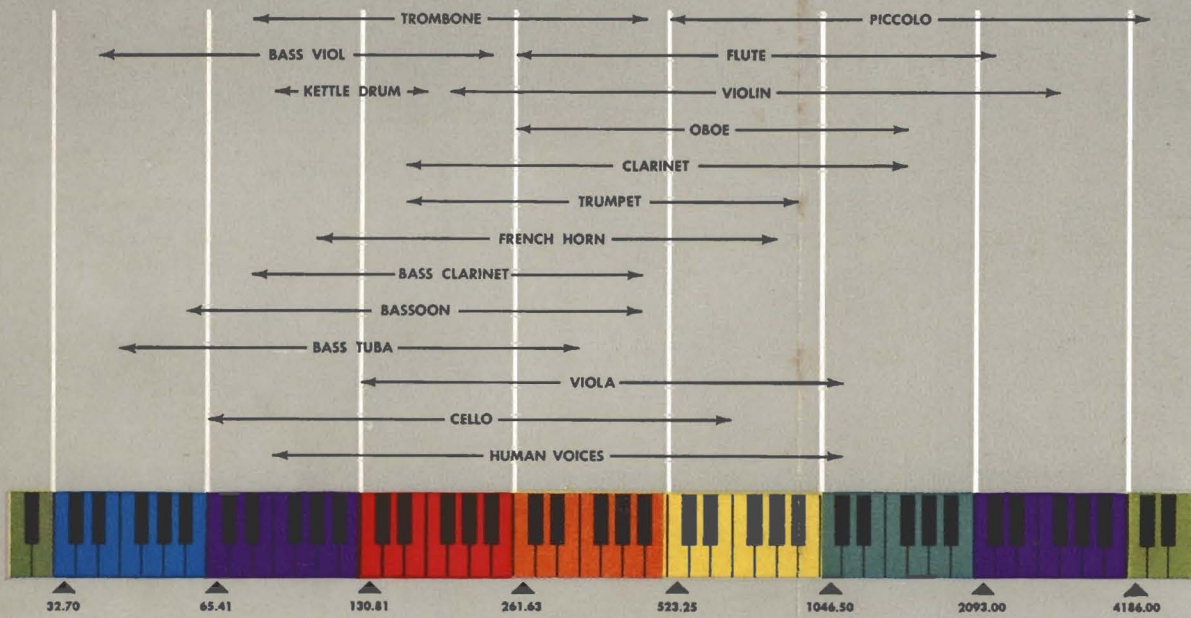 TROMBONE PICCOLO
BASS VIOL FLUTE
KETTLE DRUM VIOLIN
OBOE
CLARINET
TRUMPET
FRENCH HORN
BASS CLARINET
BASSOON
BASS TUBA
VIOLA
CELLO
HUMAN VOICES
32.70 65.41 130.81 261.63 523.25 1046.50 2093.00 4186.00